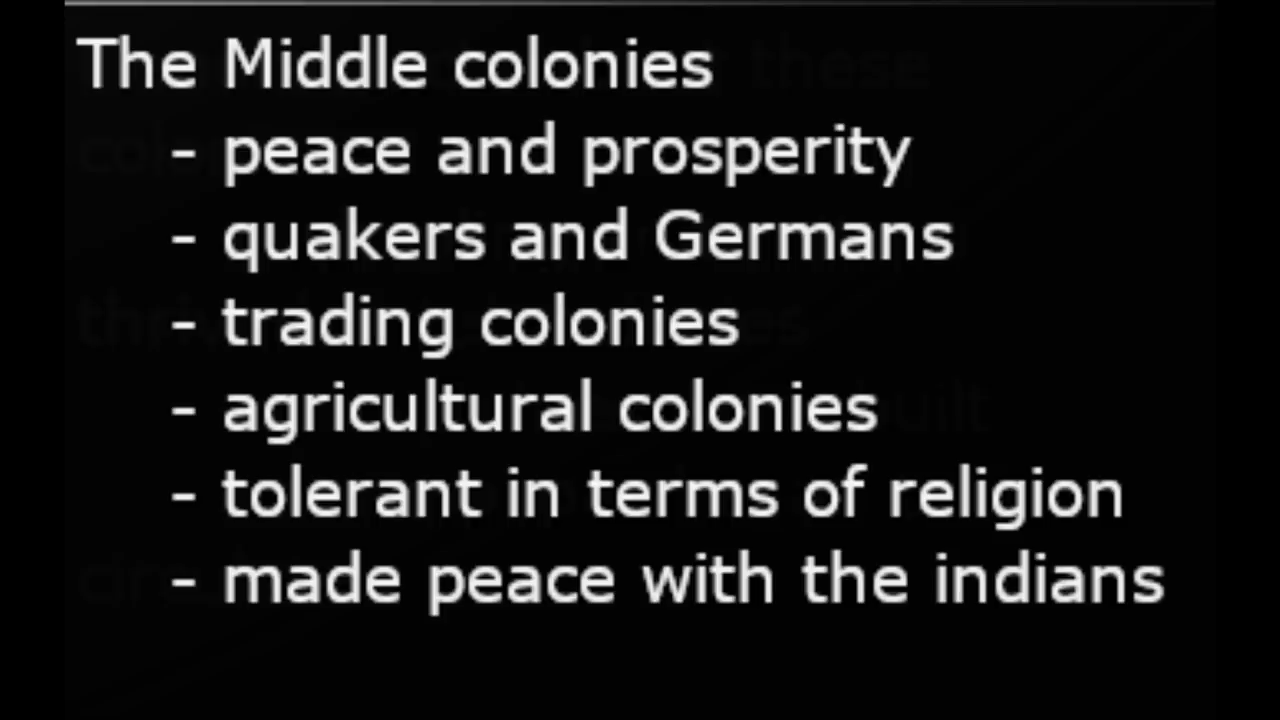 The Middle colonies
- peace and prosperity
- quakers and Germans
- trading colonies
- agricultural colonies
- tolerant in terms of religion
- made peace with the indians